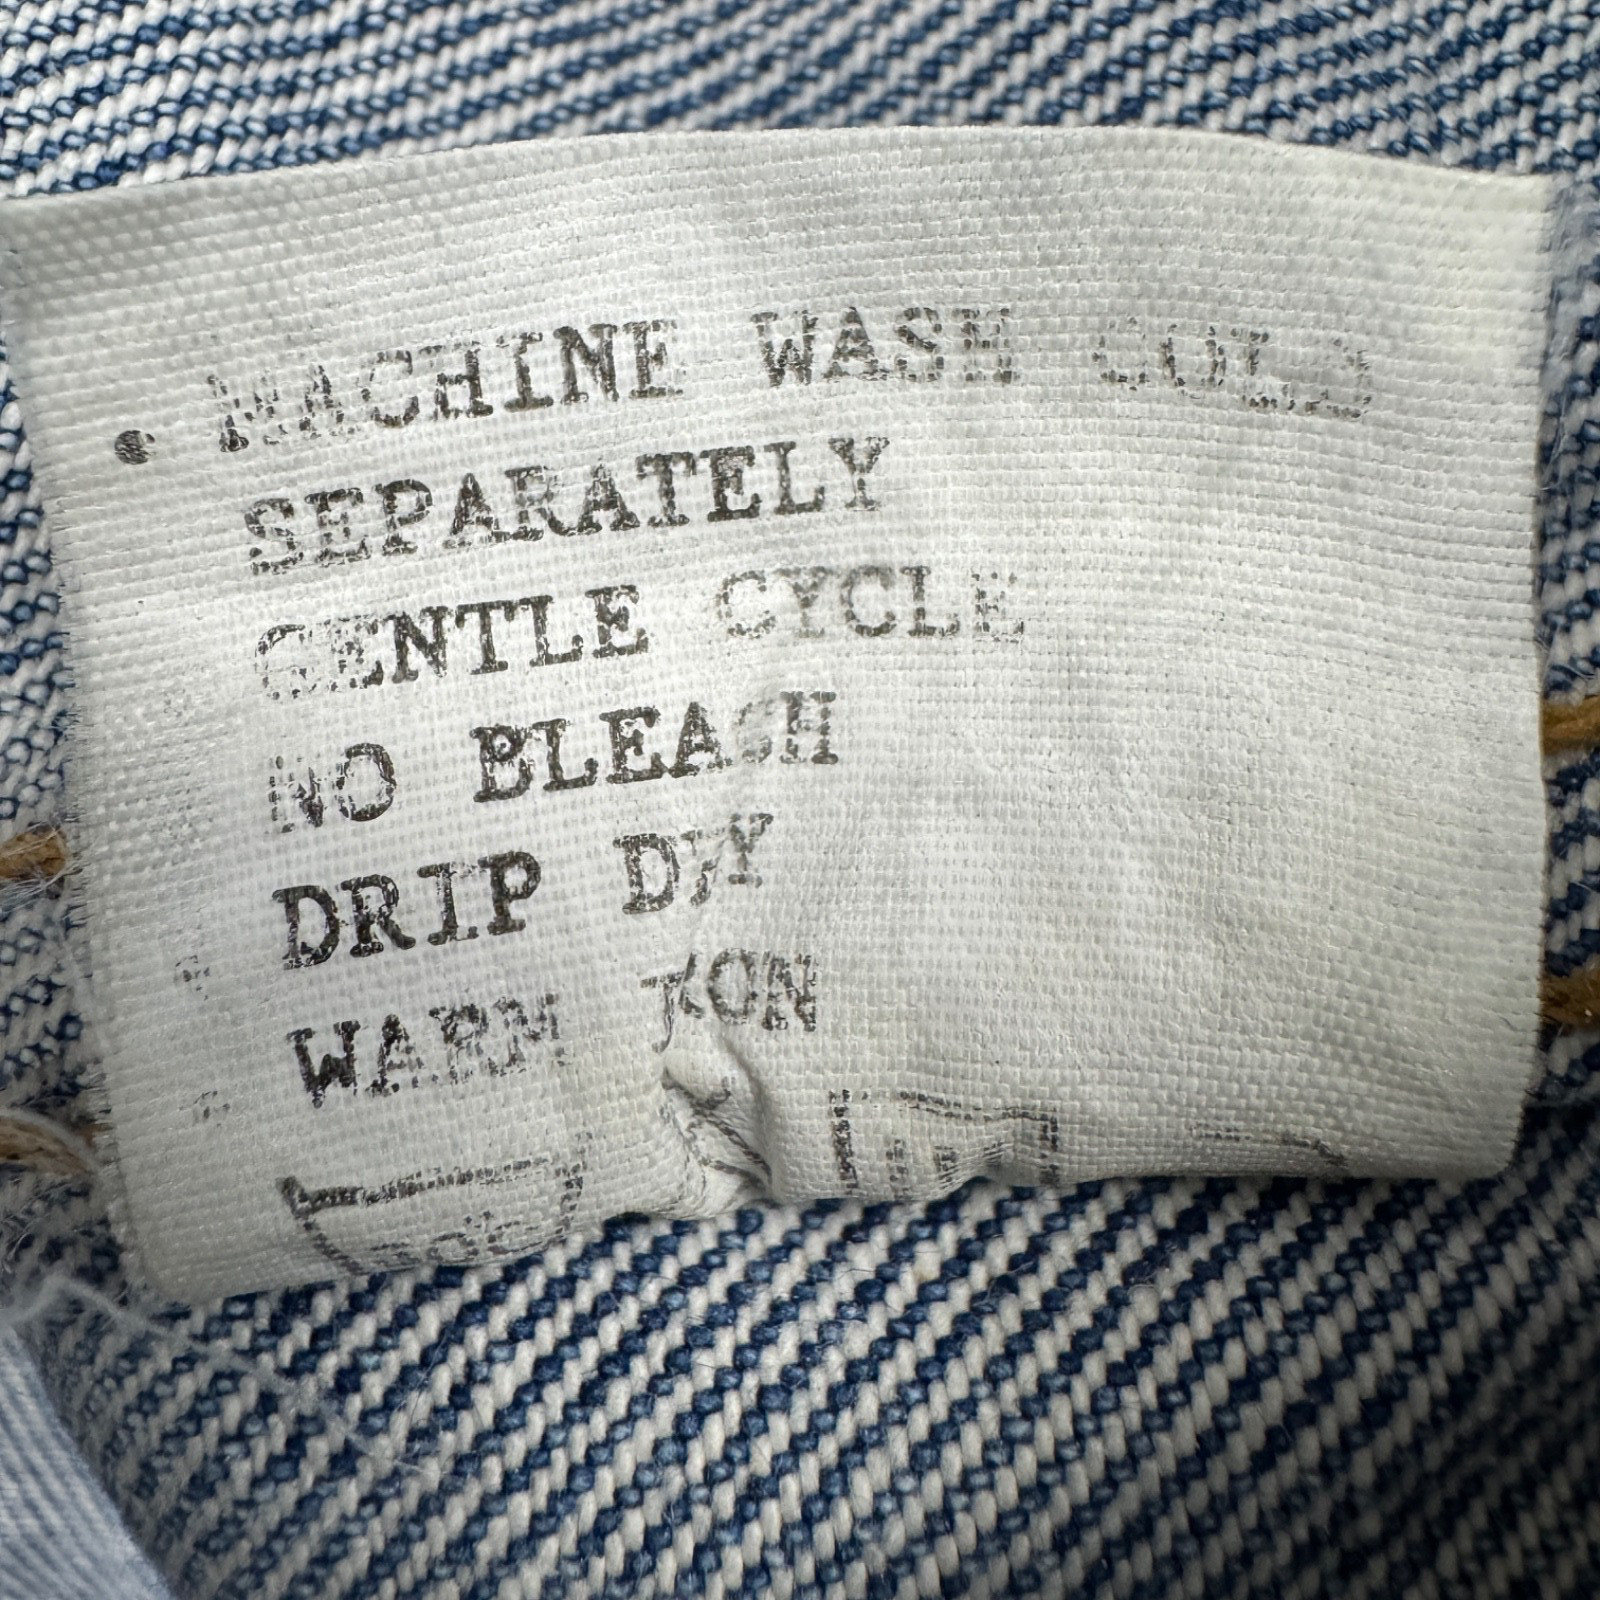 • MACHINE WASH COLD
SEPARATELY
GENTLE CYCLE
NO BLEACH
DRIP DRY
WARM IRON